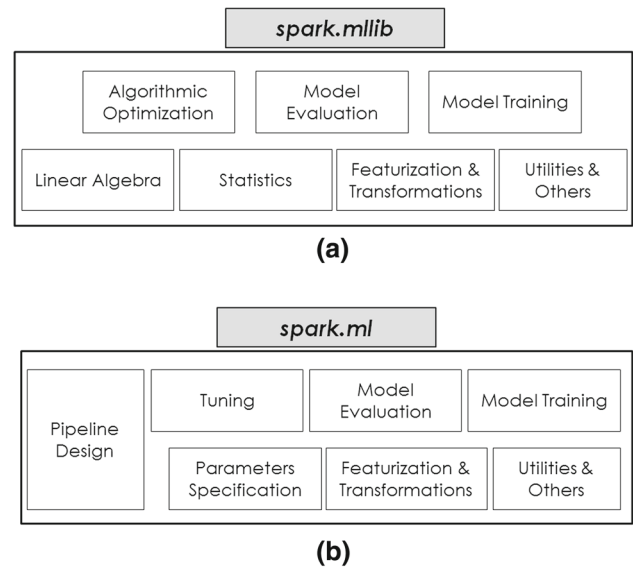 spark.mllib
Algorithmic
Optimization
Model
Evaluation
Model Training
Linear Algebra
Statistics
Featurization &
Transformations
Utilities &
Others
(a)
spark.ml
Pipeline
Design
Tuning
Model
Evaluation
Model Training
Parameters
Specification
Featurization &
Transformations
Utilities &
Others
(b)